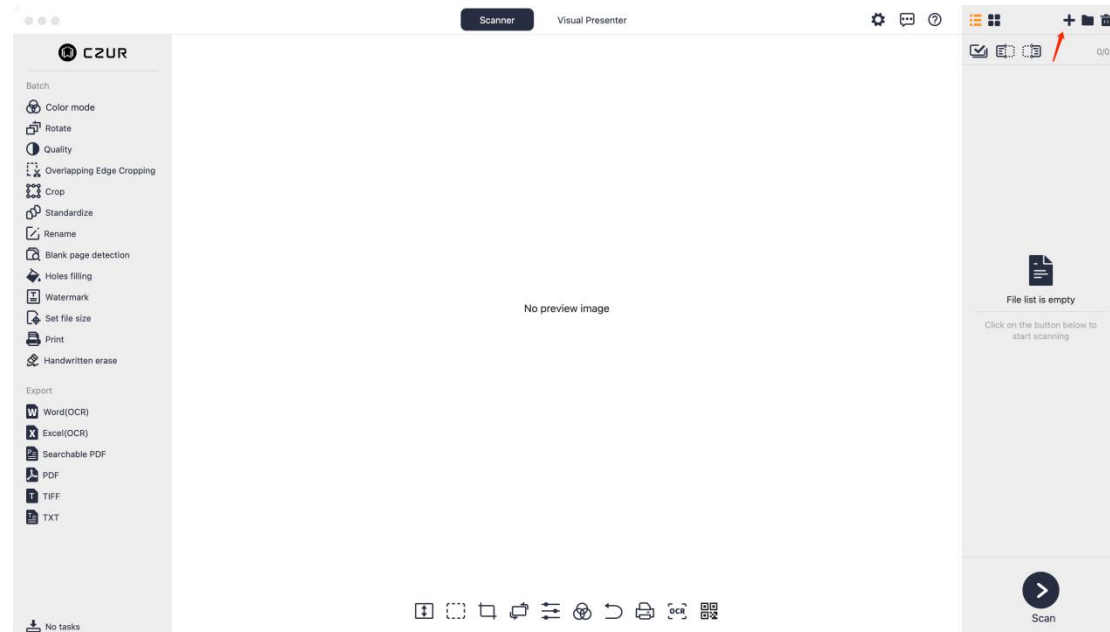 Scanner
Visual Presenter
CZUR
0/0
Batch
Color mode
Rotate
Quality
Overlapping Edge Cropping
Crop
Standardize
Rename
Blank page detection
Holes filling
Watermark
Set file size
Print
Handwritten erase
Export
Word(OCR)
Excel(OCR)
Searchable PDF
PDF
TIFF
TXT
No tasks
No preview image
OCR
File list is empty
Click on the button below to
start scanning
Scan